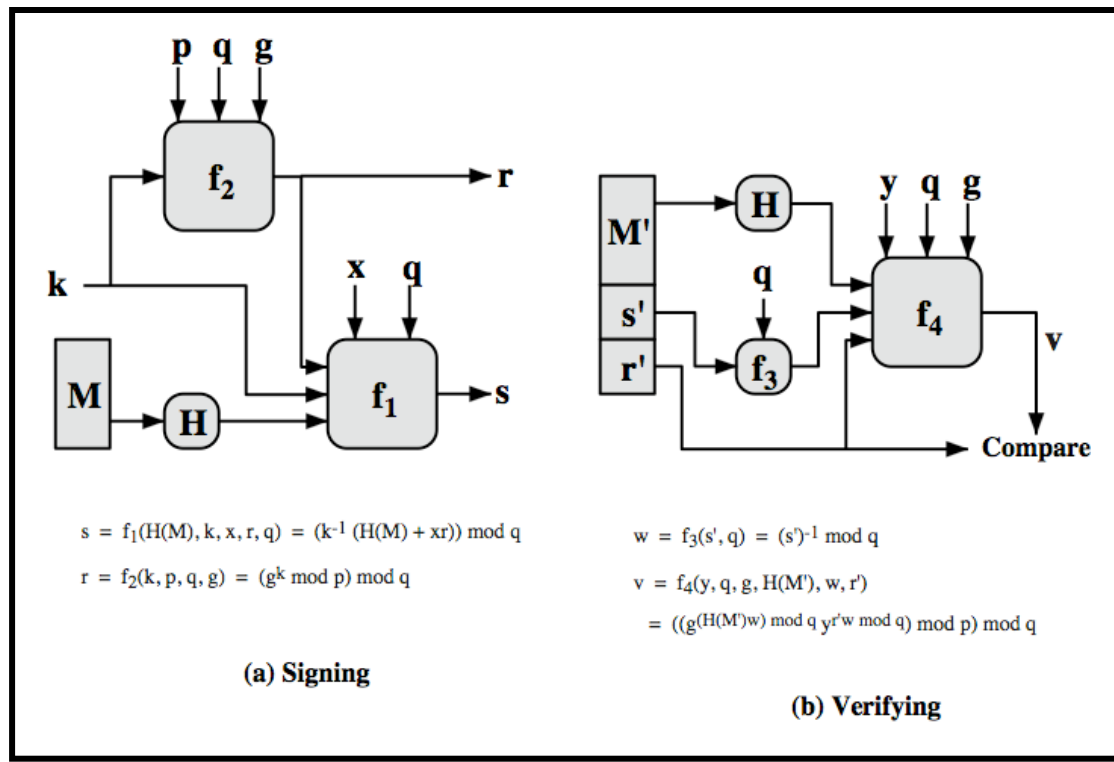 p q g
f2
r
k
x q
M
H
f1
s
s = f1(H(M), k, x, r, q) = (k-1 (H(M) + xr)) mod q
r = f2(k, p, q, g) = (gk mod p) mod q
(a) Signing
M'
s'
r'
H
q
f3
y q g
f4
v
Compare
w = f3(s', q) = (s')-1 mod q
v = f4(y, q, g, H(M'), w, r')
= ((g(H(M')w) mod q yr'w mod q) mod p) mod q
(b) Verifying